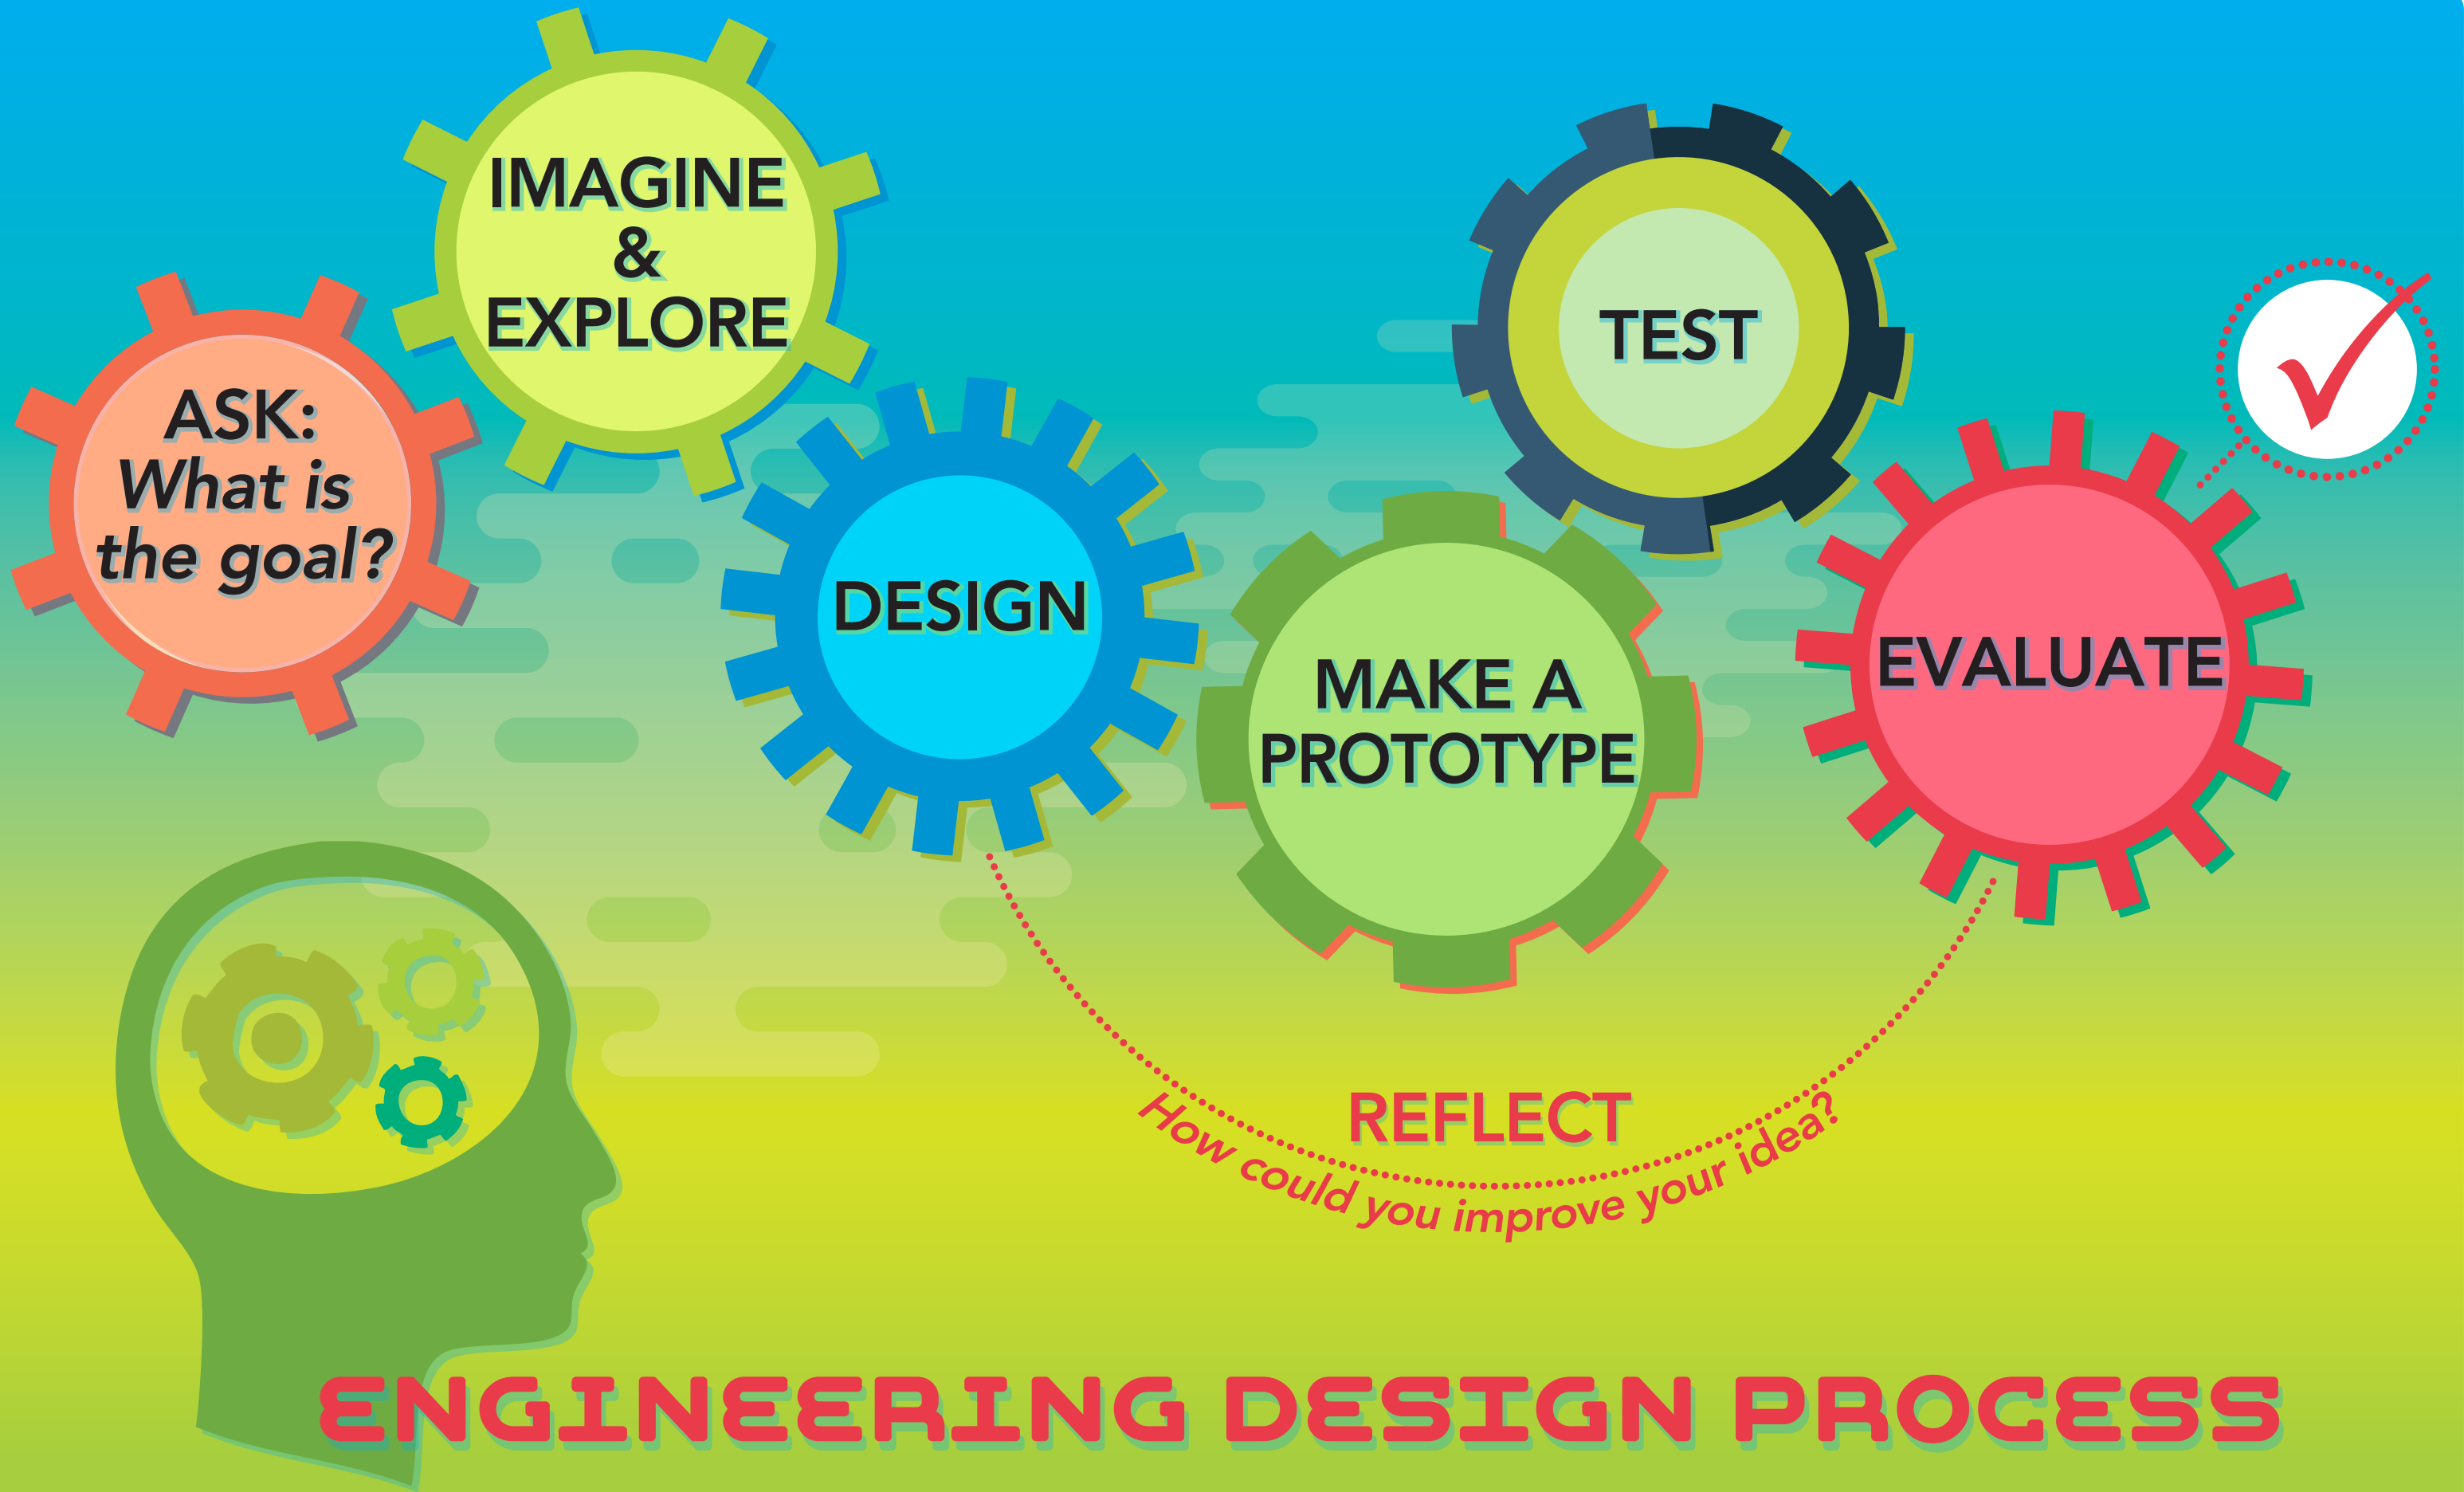 ASK:
What is
the goal?
IMAGINE
&
EXPLORE
DESIGN
MAKE A
PROTOTYPE
TEST
EVALUATE
REFLECT
How could you improve your idea?
ENGINEERING DESIGN PROCESS